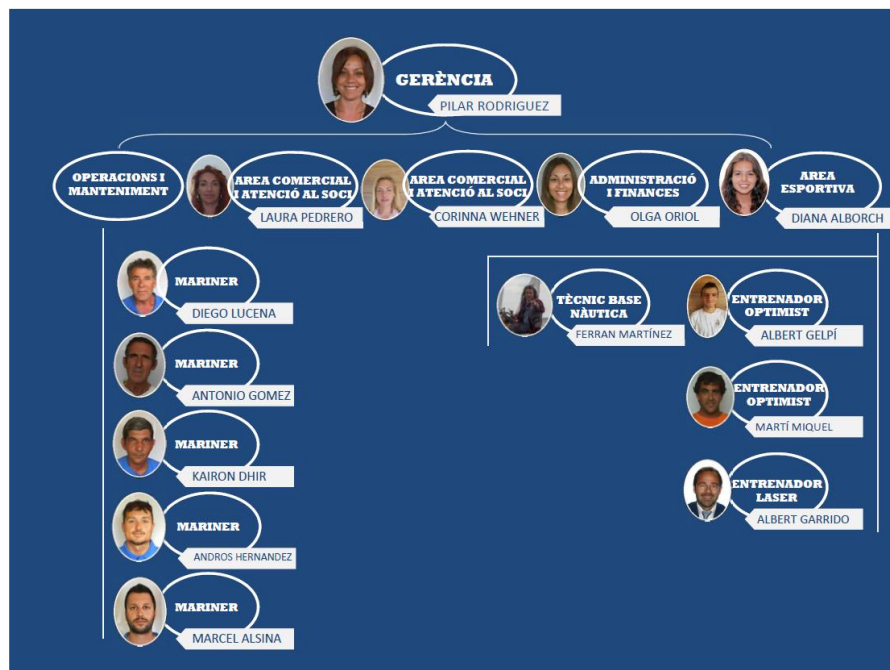 GERÈNCIA
PILAR RODRIGUEZ
OPERACIONS I
MANTENIMENT
AREA COMERCIAL
I ATENCIÓ AL SOCI
LAURA PEDRERO
AREA COMERCIAL
I ATENCIÓ AL SOCI
CORINNA WEHNER
ADMINISTRACIÓ
I FINANCES
OLGA ORIOL
AREA
ESPORTIVA
DIANA ALBORCH
MARINER
DIEGO LUCENA
MARINER
ANTONIO GOMEZ
MARINER
KAIRON DHIR
MARINER
ANDROS HERNANDEZ
MARINER
MARCEL ALSINA
TÈCNIC BASE
NÀUTICA
FERRAN MARTÍNEZ
ENTRENADOR
OPTIMIST
ALBERT GELPÍ
ENTRENADOR
OPTIMIST
MARTÍ MIQUEL
ENTRENADOR
LASER
ALBERT GARRIDO